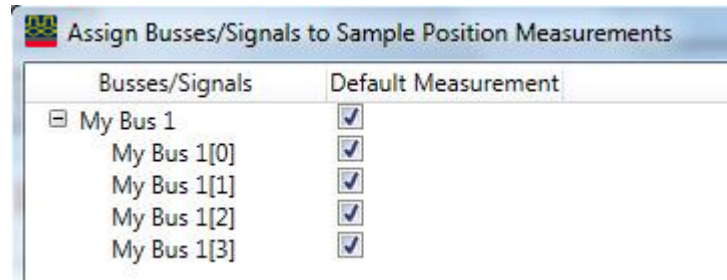 Assign Busses/Signals to Sample Position Measurements
Busses/Signals Default Measurement
My Bus 1
My Bus 1[0]
My Bus 1[1]
My Bus 1[2]
My Bus 1[3]